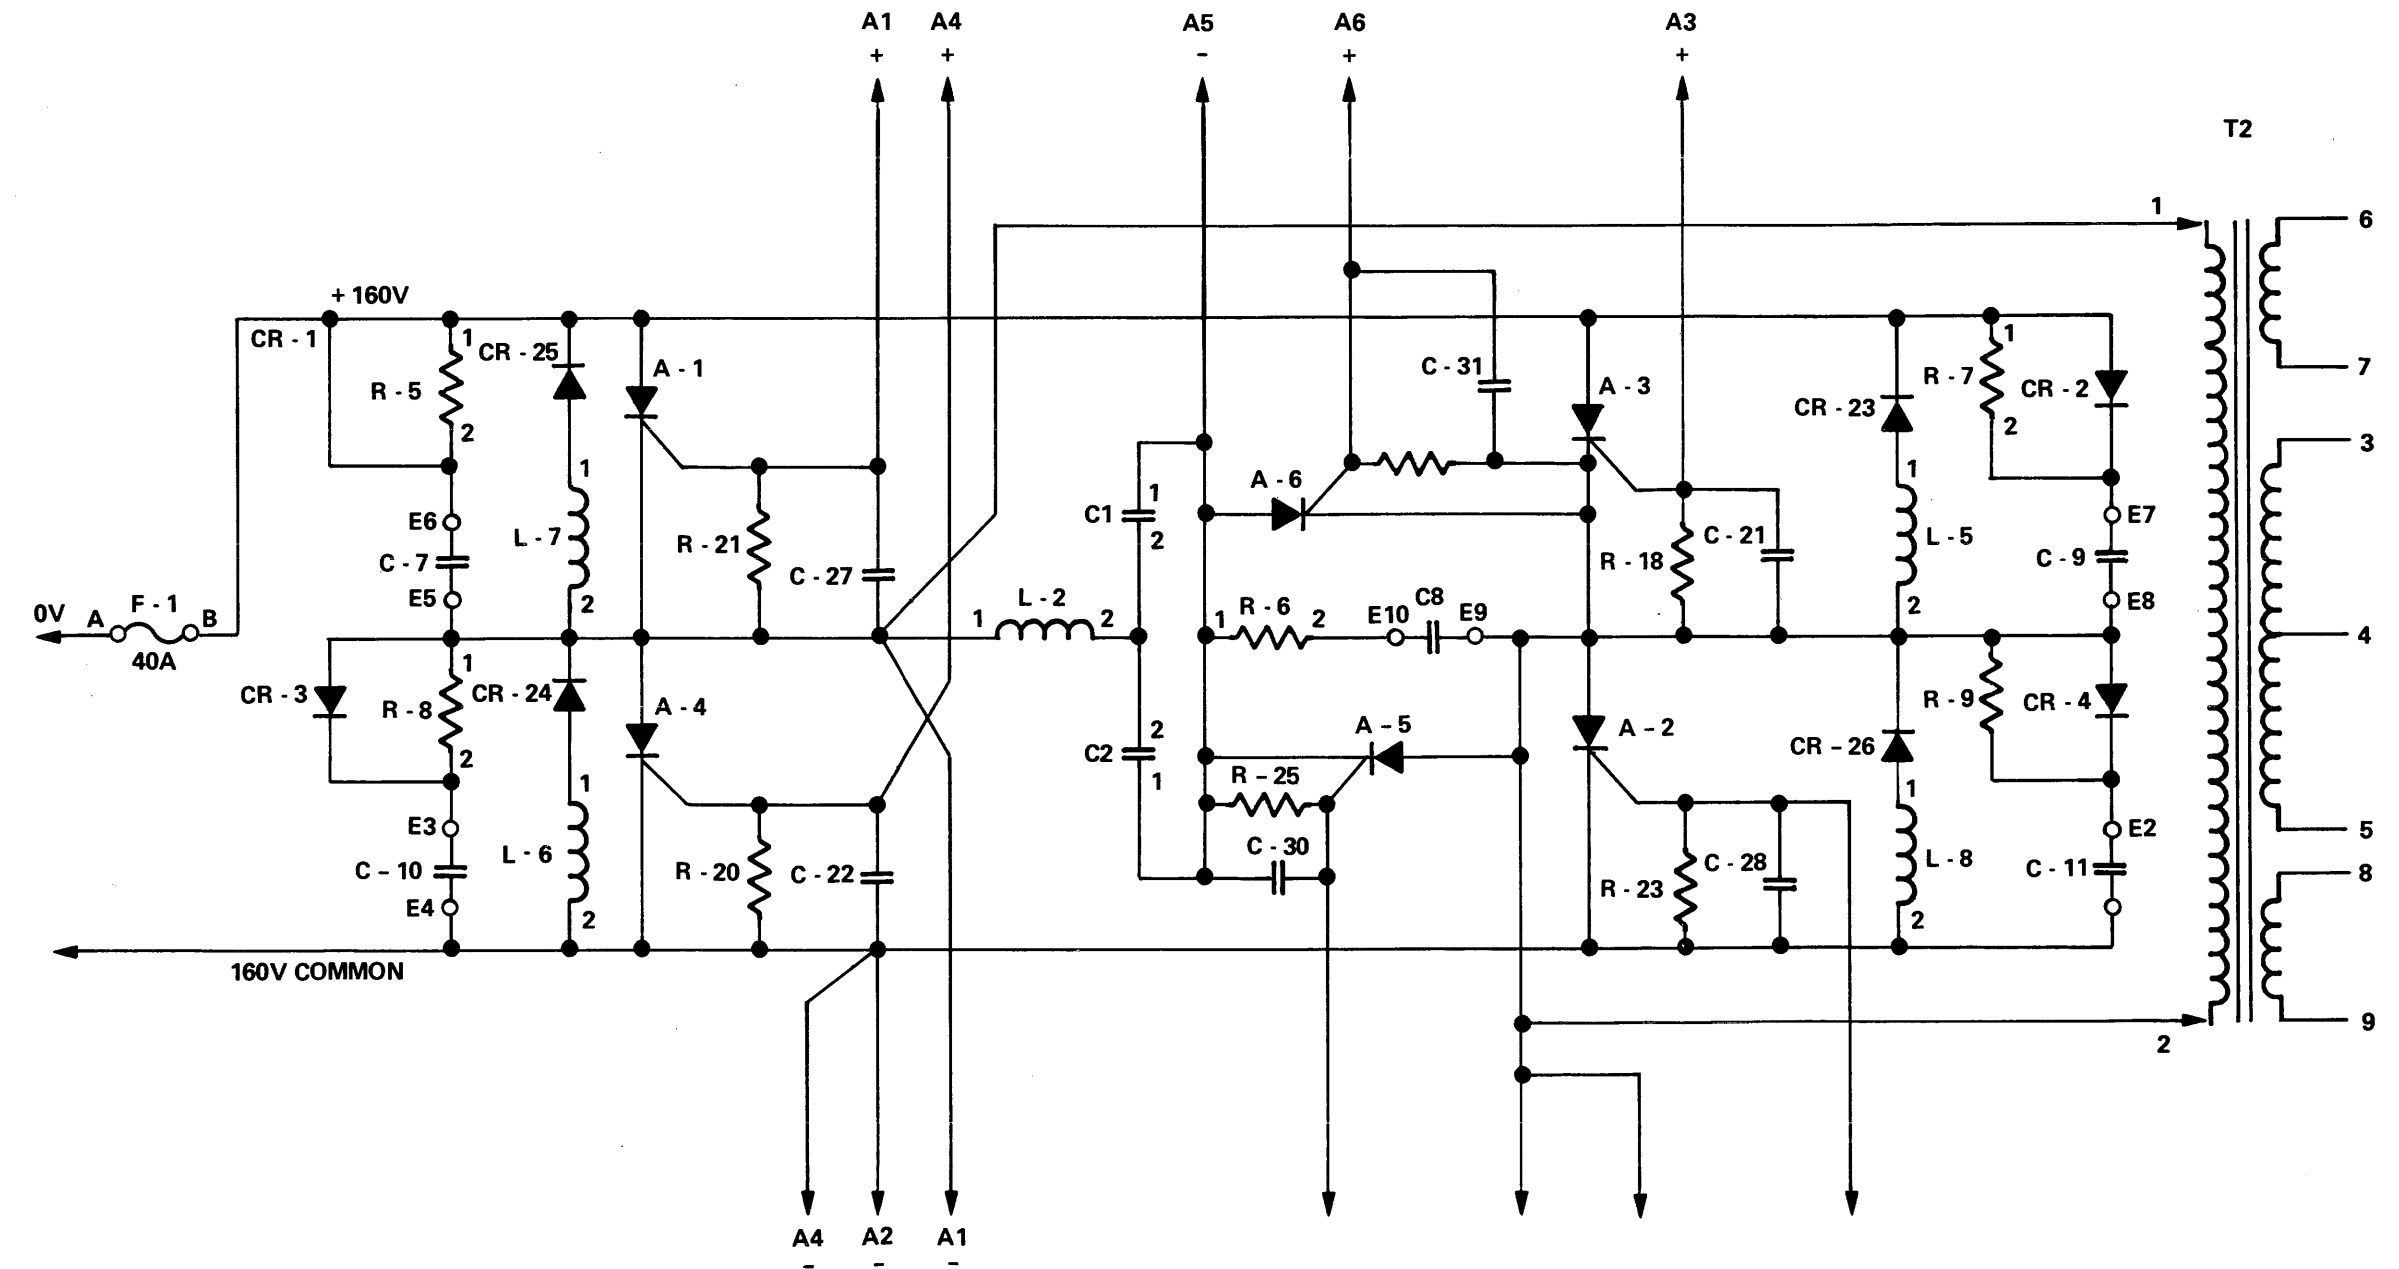 A1 A4 A5 A6 A3
+ + - + +
T2
1
6
+ 160V
CR - 1
1
CR - 25
A - 1
R - 5
2
C - 31
A - 3
1
R - 7
CR - 2
7
CR - 23
2
3
1
A - 6
1
1
E6
C1
E7
L - 7
R - 21
2
C - 21
L - 5
C - 7
R - 18
C - 9
C - 27
E5
2
2
E8
0V A F - 1 B
1 L - 2 2
1 R - 6 2 E10 C8 E9
4
40A
1
CR - 3
CR - 24
R - 8
A - 4
R - 9
CR - 4
2
A - 5
A - 2
C2
CR - 26
2
1
1
R - 25
1
E3
E2
5
L - 6
C - 30
C - 10
R - 20
C - 22
C - 28
L - 8
C - 11
8
R - 23
E4
2
2
160V COMMON
9
2
A4 A2 A1
- - -